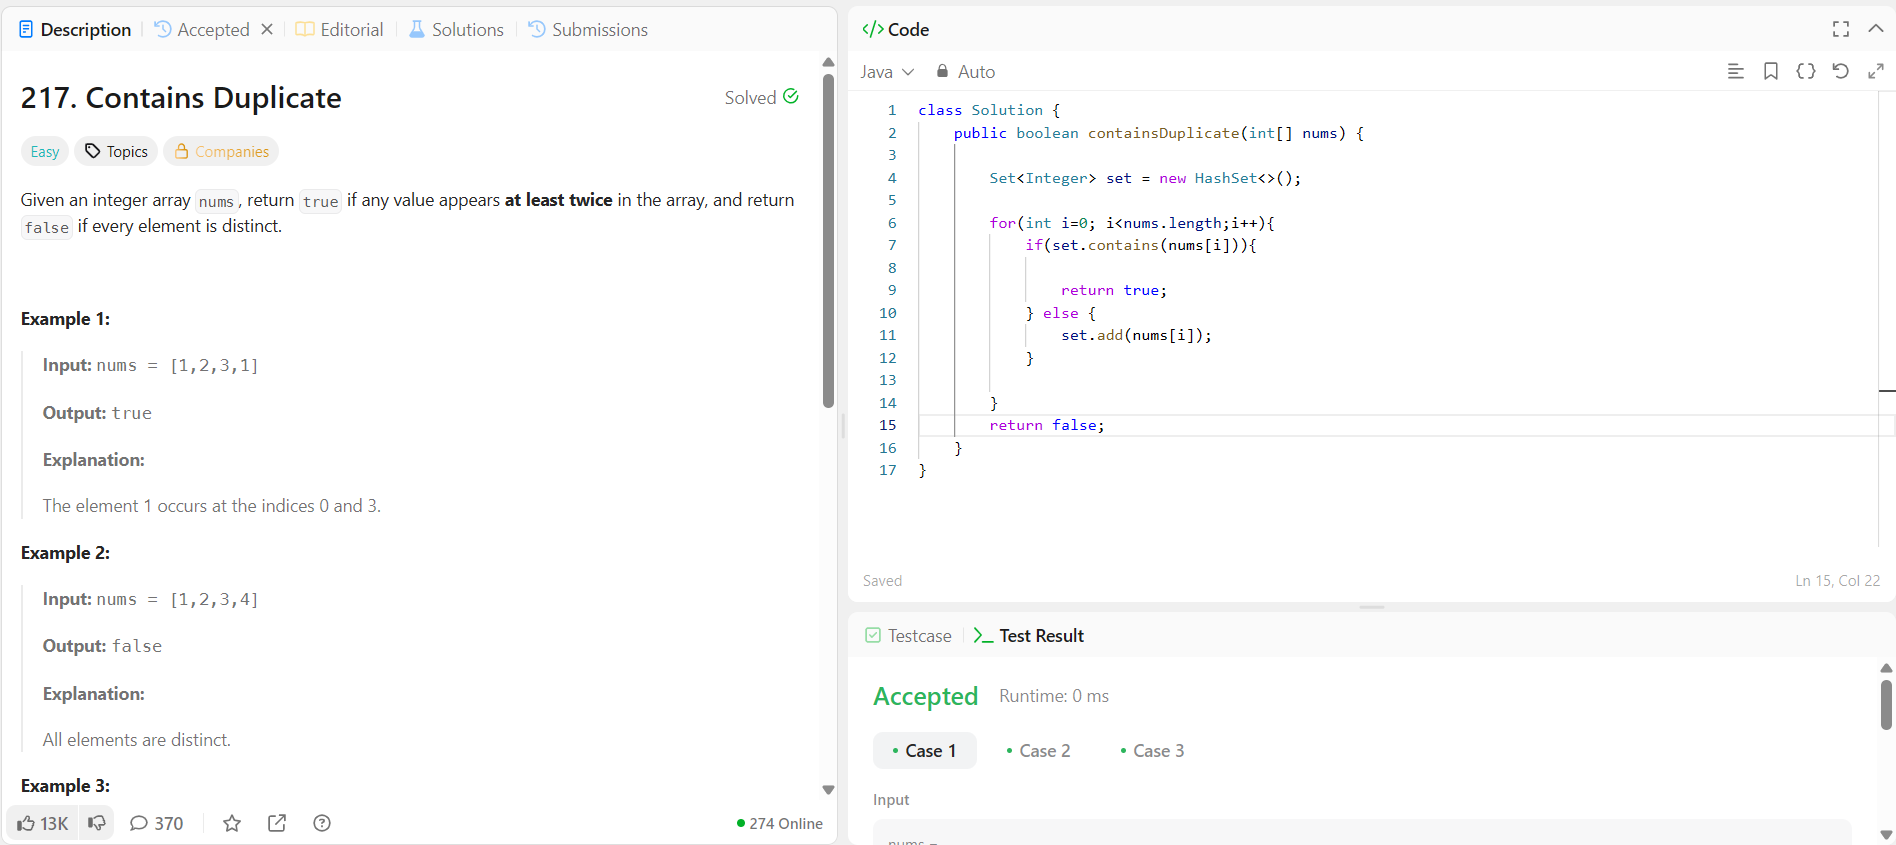 Description
Accepted
Editorial
Solutions
Submissions
217. Contains Duplicate
Solved
Easy
Topics
Companies
Given an integer array nums, return true if any value appears at least twice in the array, and return
false if every element is distinct.
Example 1:
Input: nums = [1,2,3,1]
Output: true
Explanation:
The element 1 occurs at the indices 0 and 3.
Example 2:
Input: nums = [1,2,3,4]
Output: false
Explanation:
All elements are distinct.
Example 3:
13K
370
274 Online
</> Code
Java
Auto
1 class Solution {
2     public boolean containsDuplicate(int[] nums) {
3
4         Set<Integer> set = new HashSet<>();
5
6         for(int i=0; i<nums.length;i++){
7             if(set.contains(nums[i])){
8
9                 return true;
10             } else {
11                 set.add(nums[i]);
12             }
13
14         }
15         return false;
16     }
17 }
Saved
Ln 15, Col 22
Testcase
>_ Test Result
Accepted
Runtime: 0 ms
• Case 1
• Case 2
• Case 3
Input
nums =